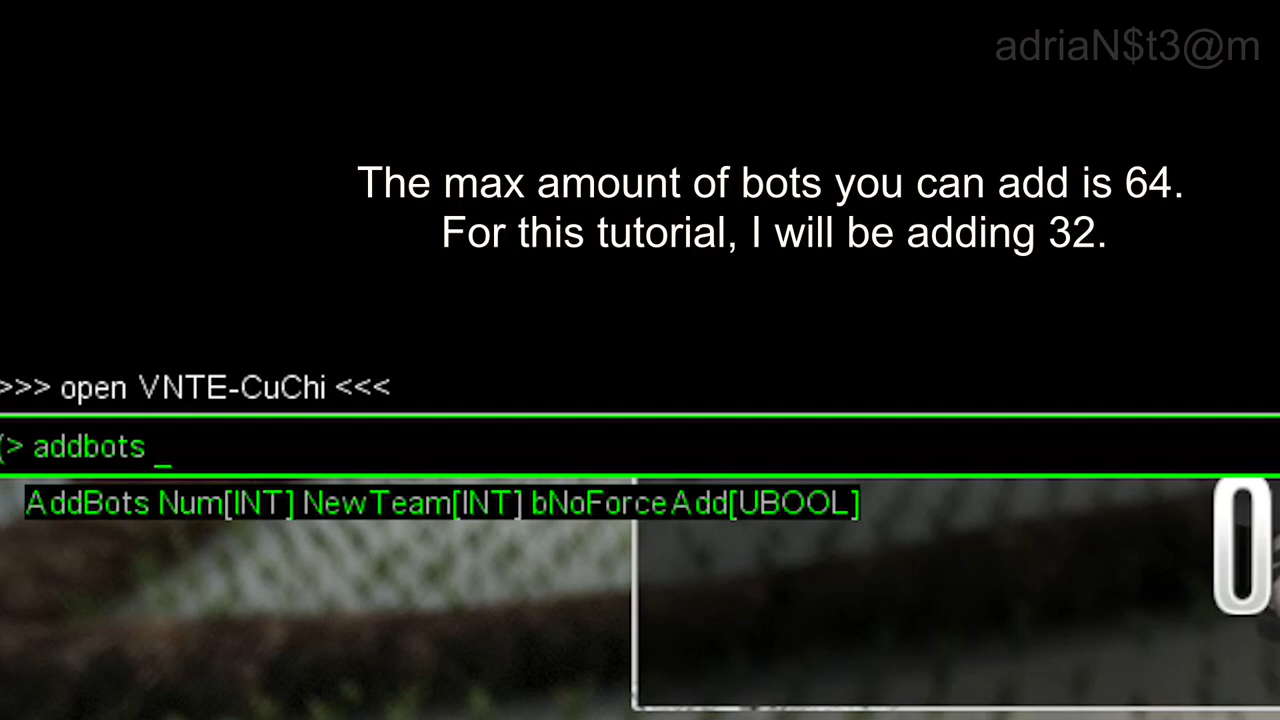 adriaN$t3@m
The max amount of bots you can add is 64.
For this tutorial, I will be adding 32.
>>> open VNTE-CuChi <<<
(> addbots _
AddBots Num[INT] NewTeam[INT] bNoForceAdd[UBOOL]
0